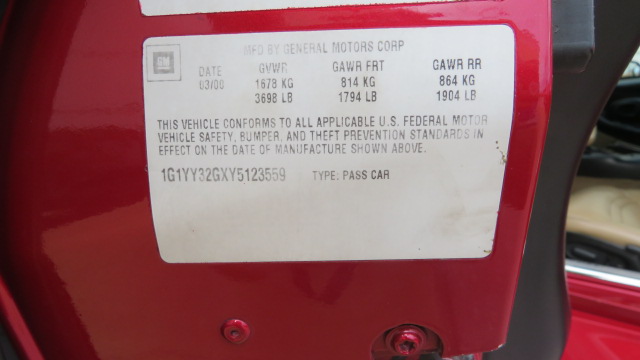 MFD BY GENERAL MOTORS CORP
GM
DATE GVWR GAWR FRT GAWR RR
03/00 1678 KG 814 KG 864 KG
3698 LB 1794 LB 1904 LB
THIS VEHICLE CONFORMS TO ALL APPLICABLE U.S. FEDERAL MOTOR
VEHICLE SAFETY, BUMPER, AND THEFT PREVENTION STANDARDS IN
EFFECT ON THE DATE OF MANUFACTURE SHOWN ABOVE.
1G1YY32GXY5123559 TYPE: PASS CAR